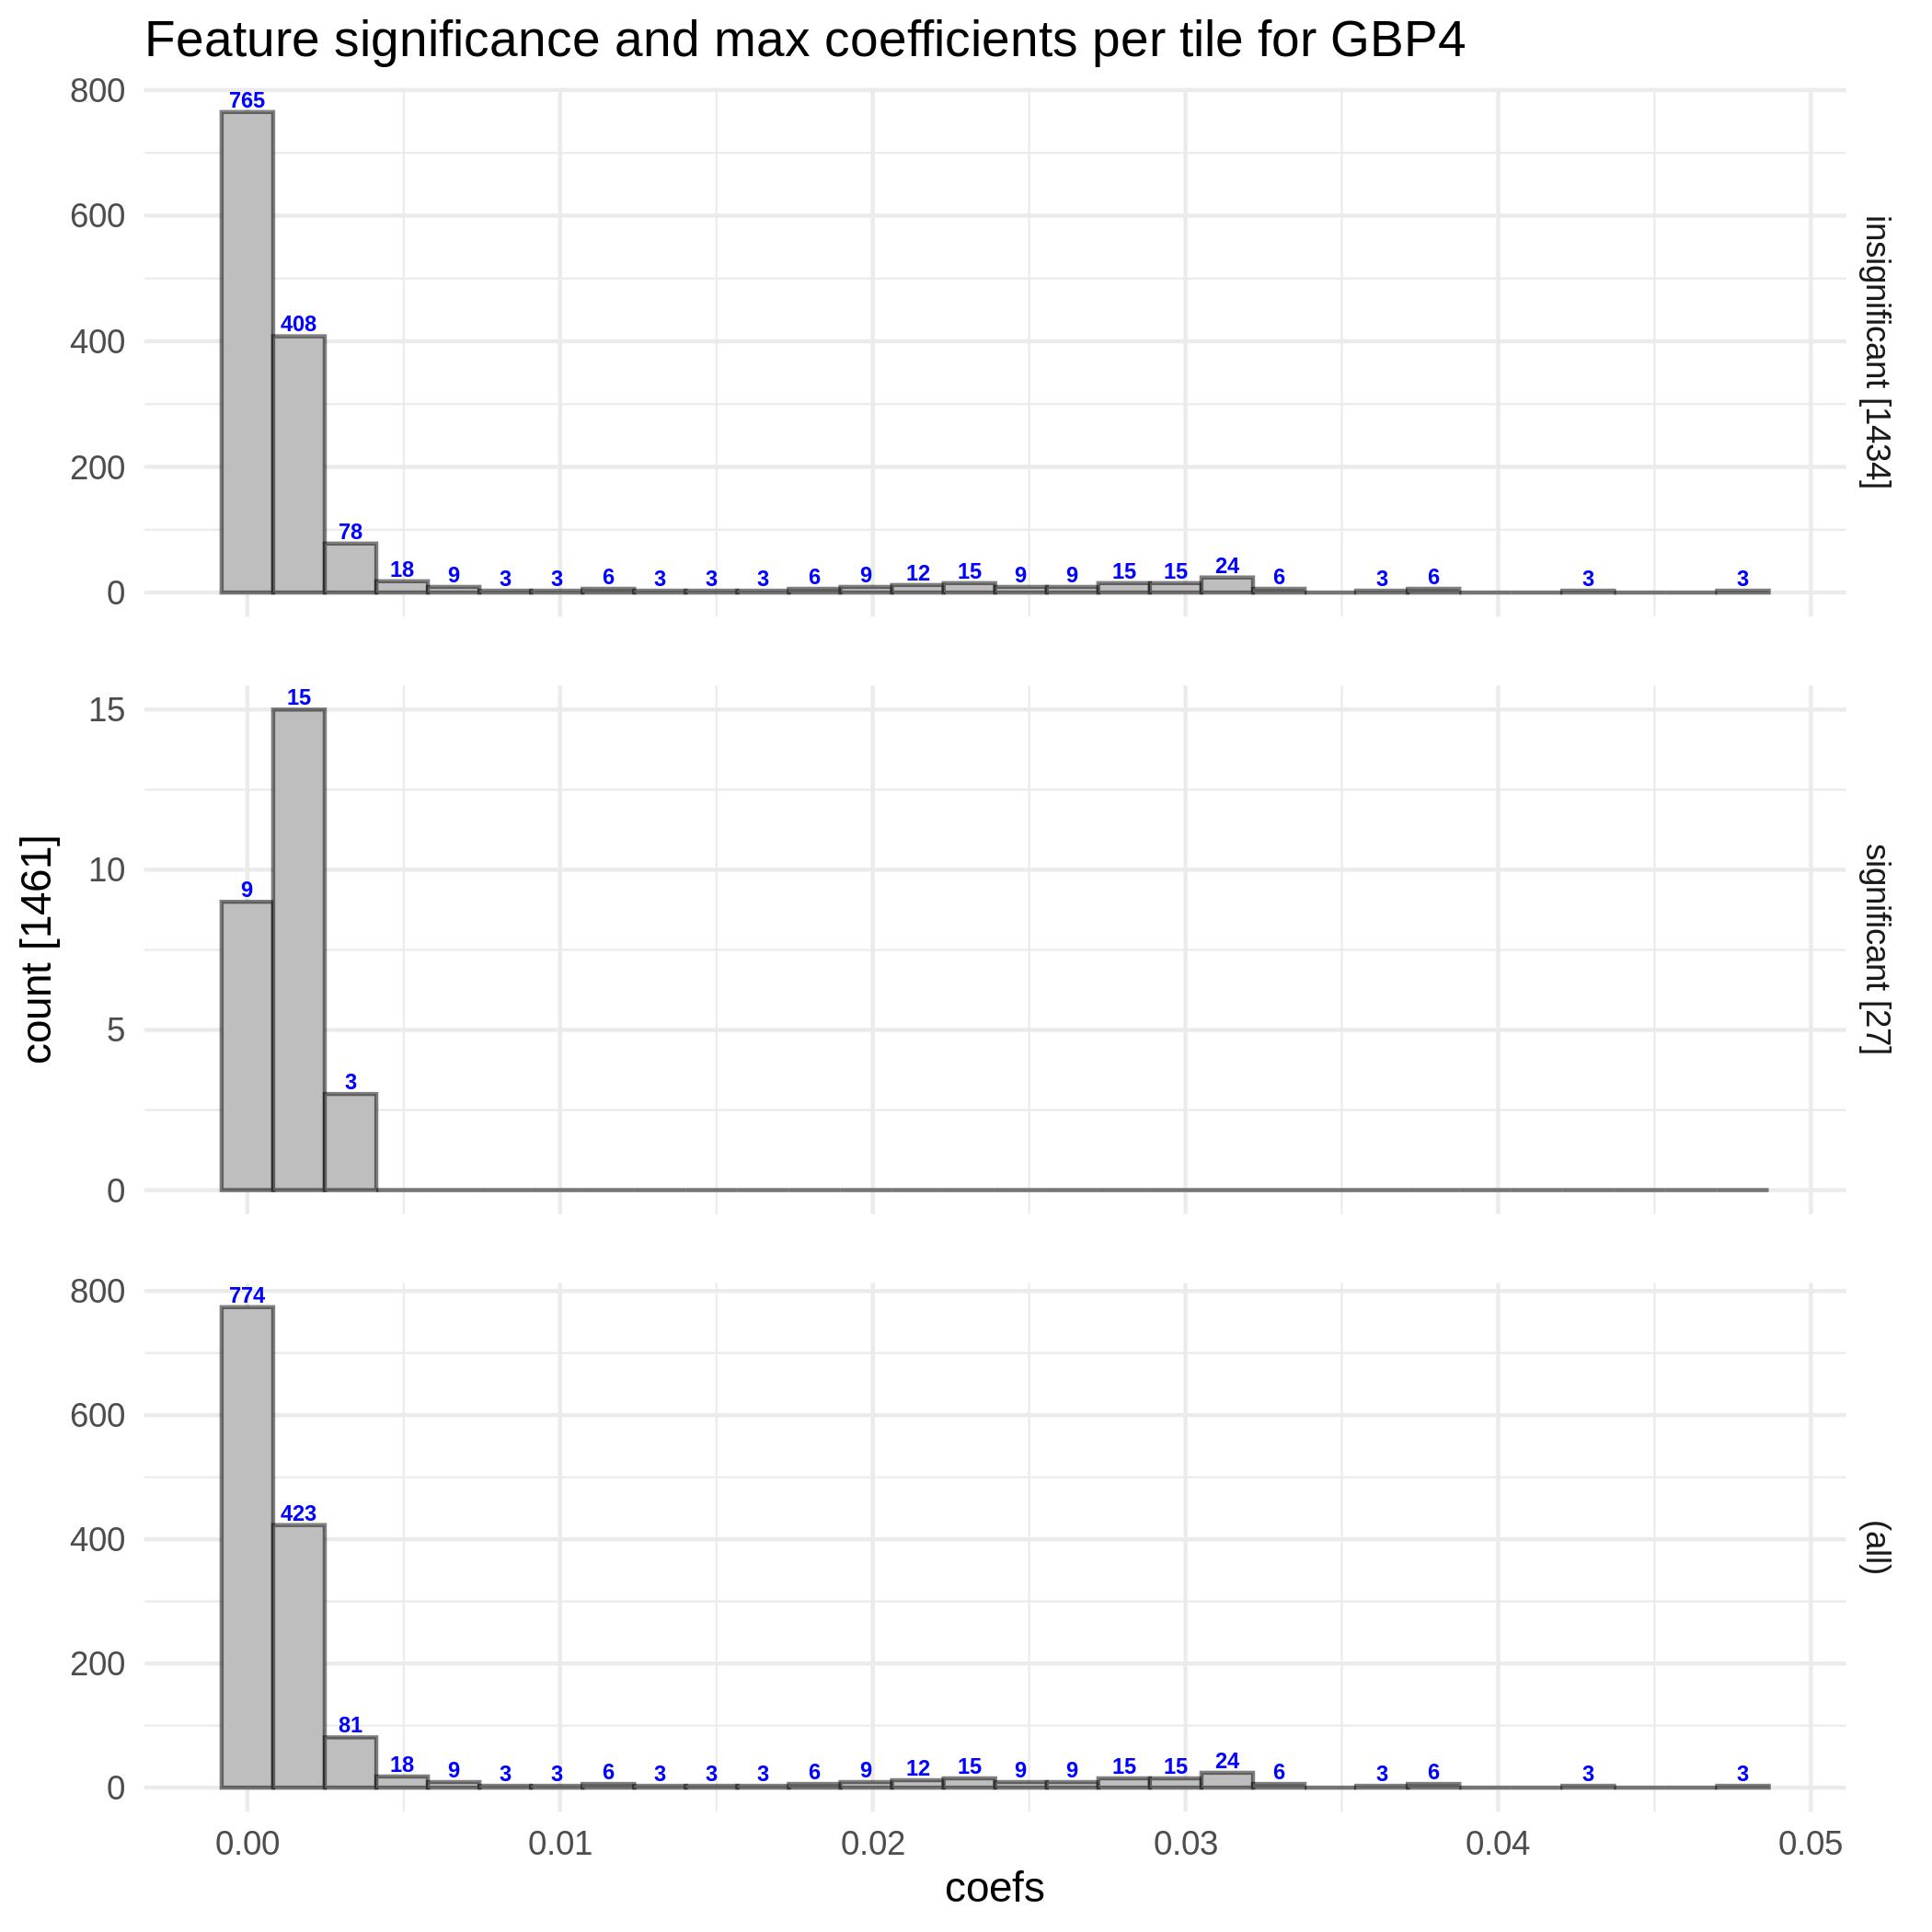 Feature significance and max coefficients per tile for GBP4
800
600
400
200
0
765 408 78 18 9 3 3 6 3 3 3 6 9 12 15 9 9 15 15 24 6 3 6 3 3
insignificant [1434]
count [1461]
15
10
5
0
9 15 3
significant [27]
800
600
400
200
0
774 423 81 18 9 3 3 6 3 3 3 6 9 12 15 9 9 15 15 24 6 3 6 3 3
(all)
0.00 0.01 0.02 0.03 0.04 0.05
coefs